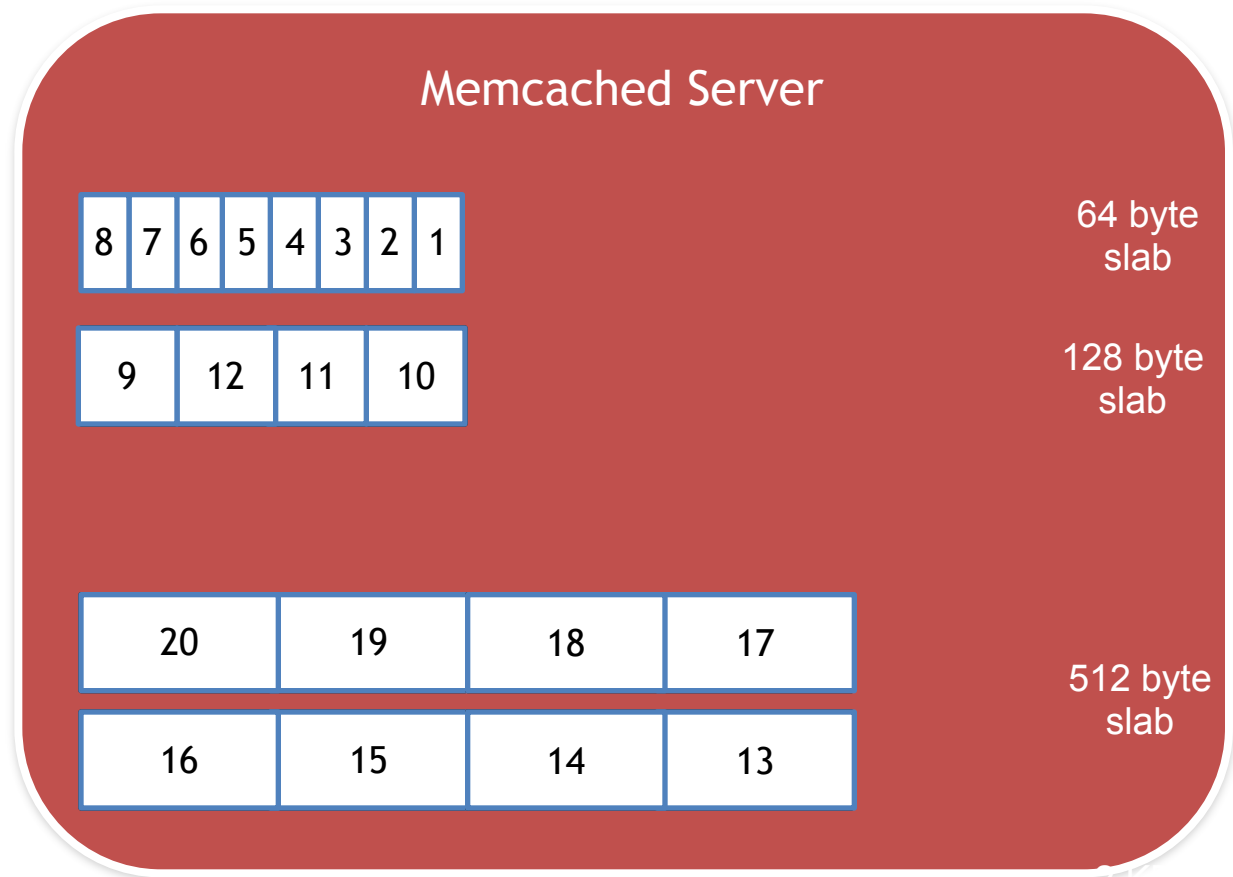 Memcached Server
8 7 6 5 4 3 2 1
64 byte
slab
9 12 11 10
128 byte
slab
20 19 18 17
512 byte
slab
16 15 14 13